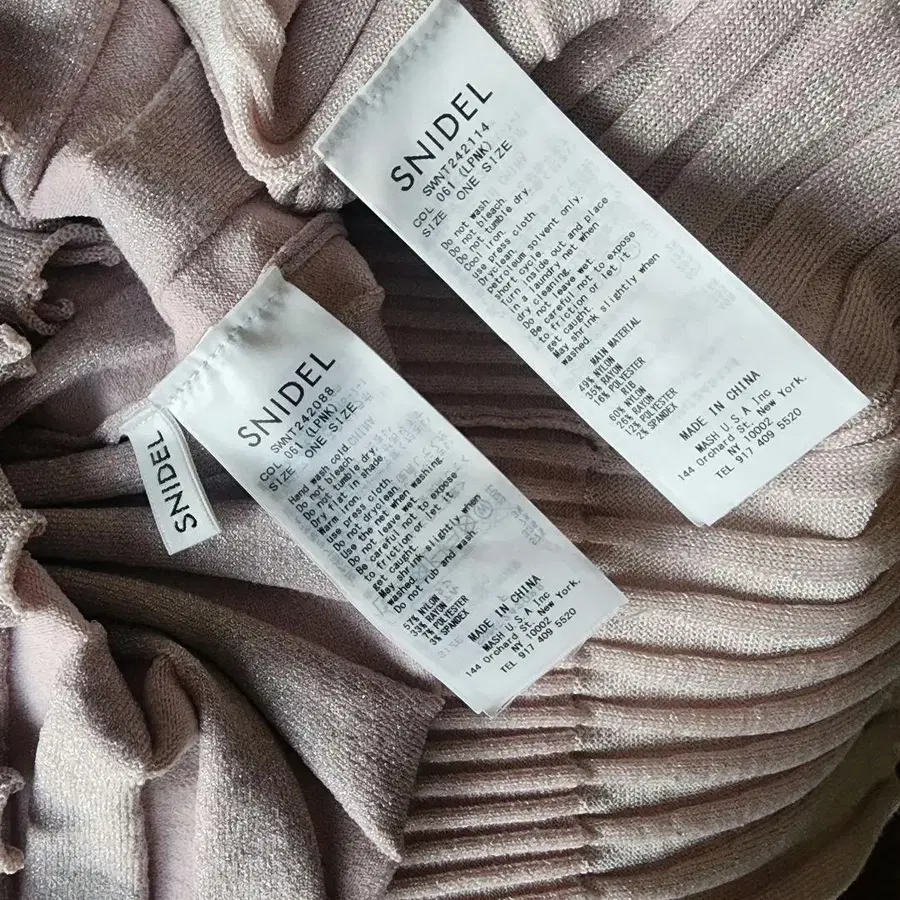 SNIDEL
SWNT242114
COL 061 (LPNK)
SIZE ONE SIZE
Do not wash.
Do not bleach.
Do not tumble dry.
Cool iron.
use press cloth
Dryclean.
petroleum solvent only.
short cycle.
Turn inside out and place
in a laundry net when
dry cleaning.
Do not leave wet.
Be careful not to expose
to friction or let it
get caught.
May shrink slightly when
washed.
MAIN MATERIAL
49% NYLON
35% RAYON
16% POLYESTER
RIB
60% NYLON
26% RAYON
12% POLYESTER
2% SPANDEX
MADE IN CHINA
MASH U.S.A Inc
144 Orchard St. New York.
NY 10002
TEL 917 409 5520
SNIDEL
SNIDEL
SWNT242088
COL 061 (LPNK)
SIZE ONE SIZE
Hand wash cold.
Do not bleach.
Do not tumble dry.
Dry flat in shade
Warm iron.
use press cloth
Do not dryclean.
Use the net when washing.
Do not leave wet.
Be careful not to expose
to friction or let it
get caught.
May shrink slightly when
washed.
Do not rub and wash
57% NYLON
33% RAYON
7% POLYESTER
3% SPANDEX
MADE IN CHINA
MASH U.S.A Inc
144 Orchard St. New York.
NY 10002
TEL 917 409 5520